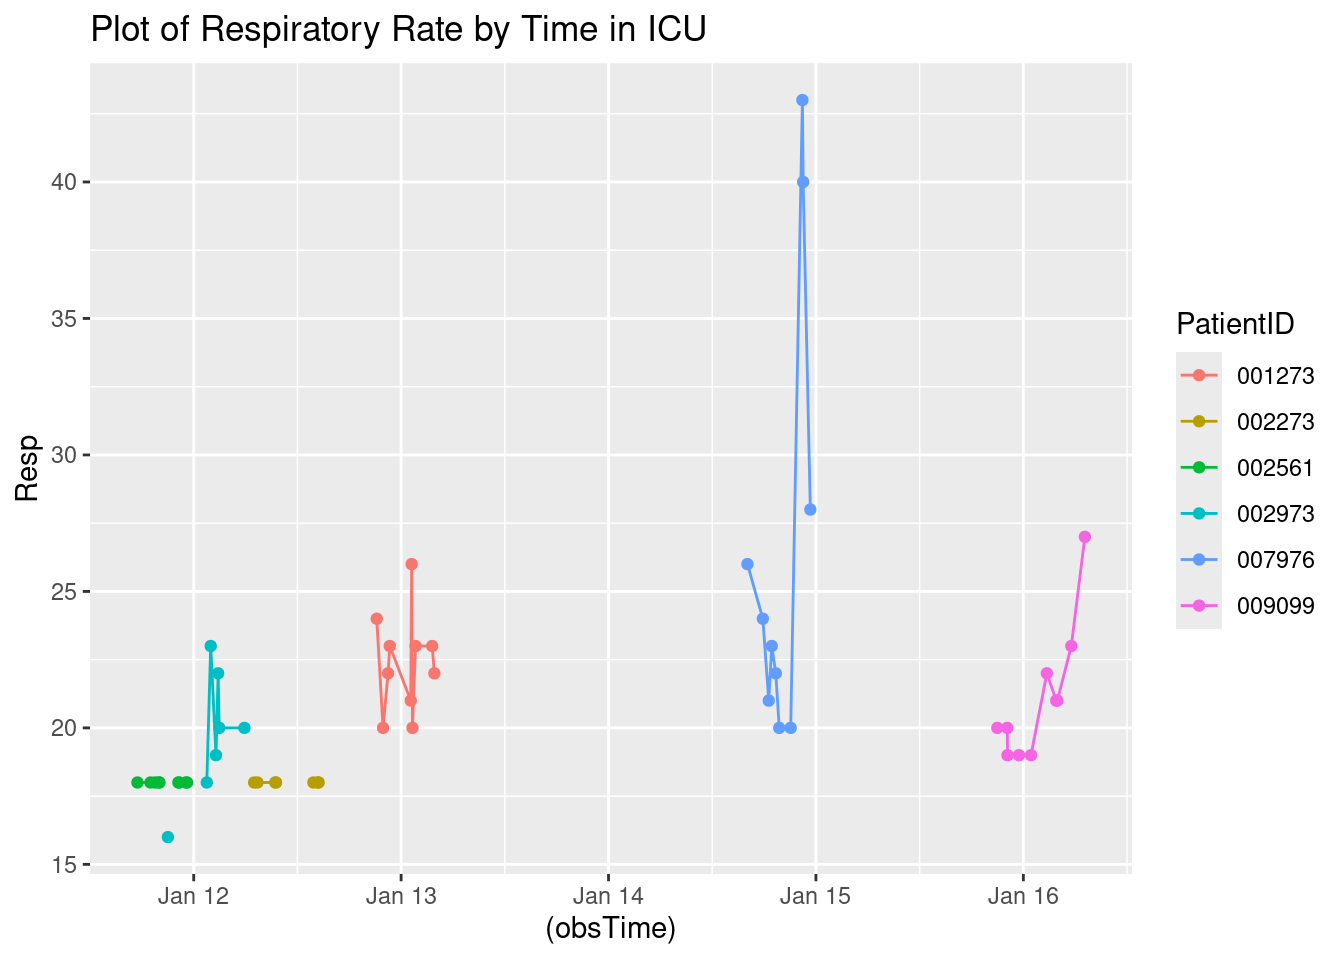 Plot of Respiratory Rate by Time in ICU
Resp
40
35
30
25
20
15
Jan 12 Jan 13 Jan 14 Jan 15 Jan 16
(obsTime)
PatientID
001273
002273
002561
002973
007976
009099